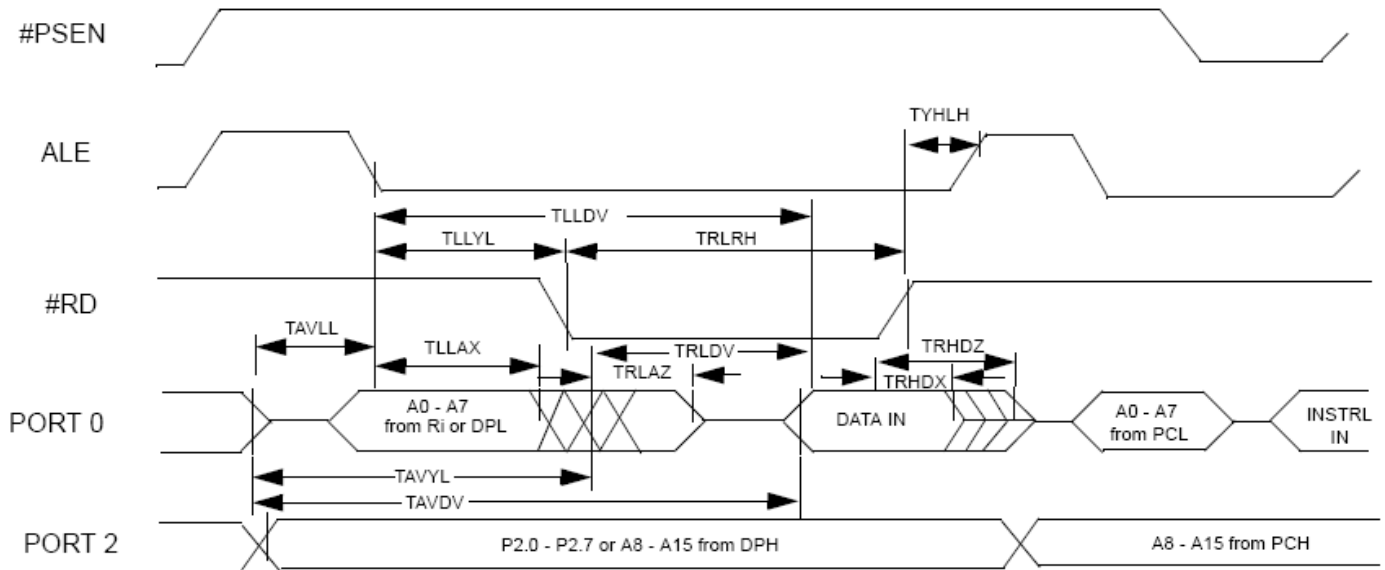 #PSEN
TYHLH
ALE
TLLDV
TLLYL
TRLRH
#RD
TAVLL
TLLAX
TRLDV
TRHDZ
TRLAZ
TRHDX
PORT 0
A0 - A7
from Ri or DPL
DATA IN
A0 - A7
from PCL
INSTRL
IN
TAVYL
TAVDV
PORT 2
P2.0 - P2.7 or A8 - A15 from DPH
A8 - A15 from PCH